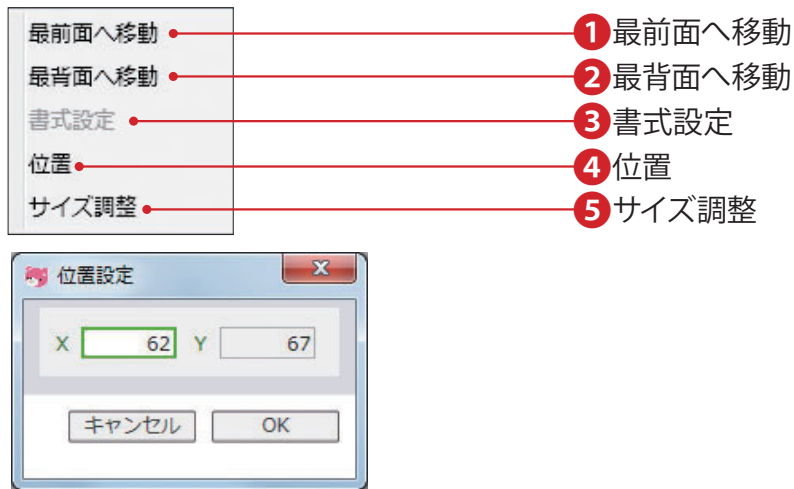 最前面へ移動 1最前面へ移動
最背面へ移動 2最背面へ移動
書式設定 3書式設定
位置 4位置
サイズ調整 5サイズ調整
位置設定 x
X 62 Y 67
キャンセル OK